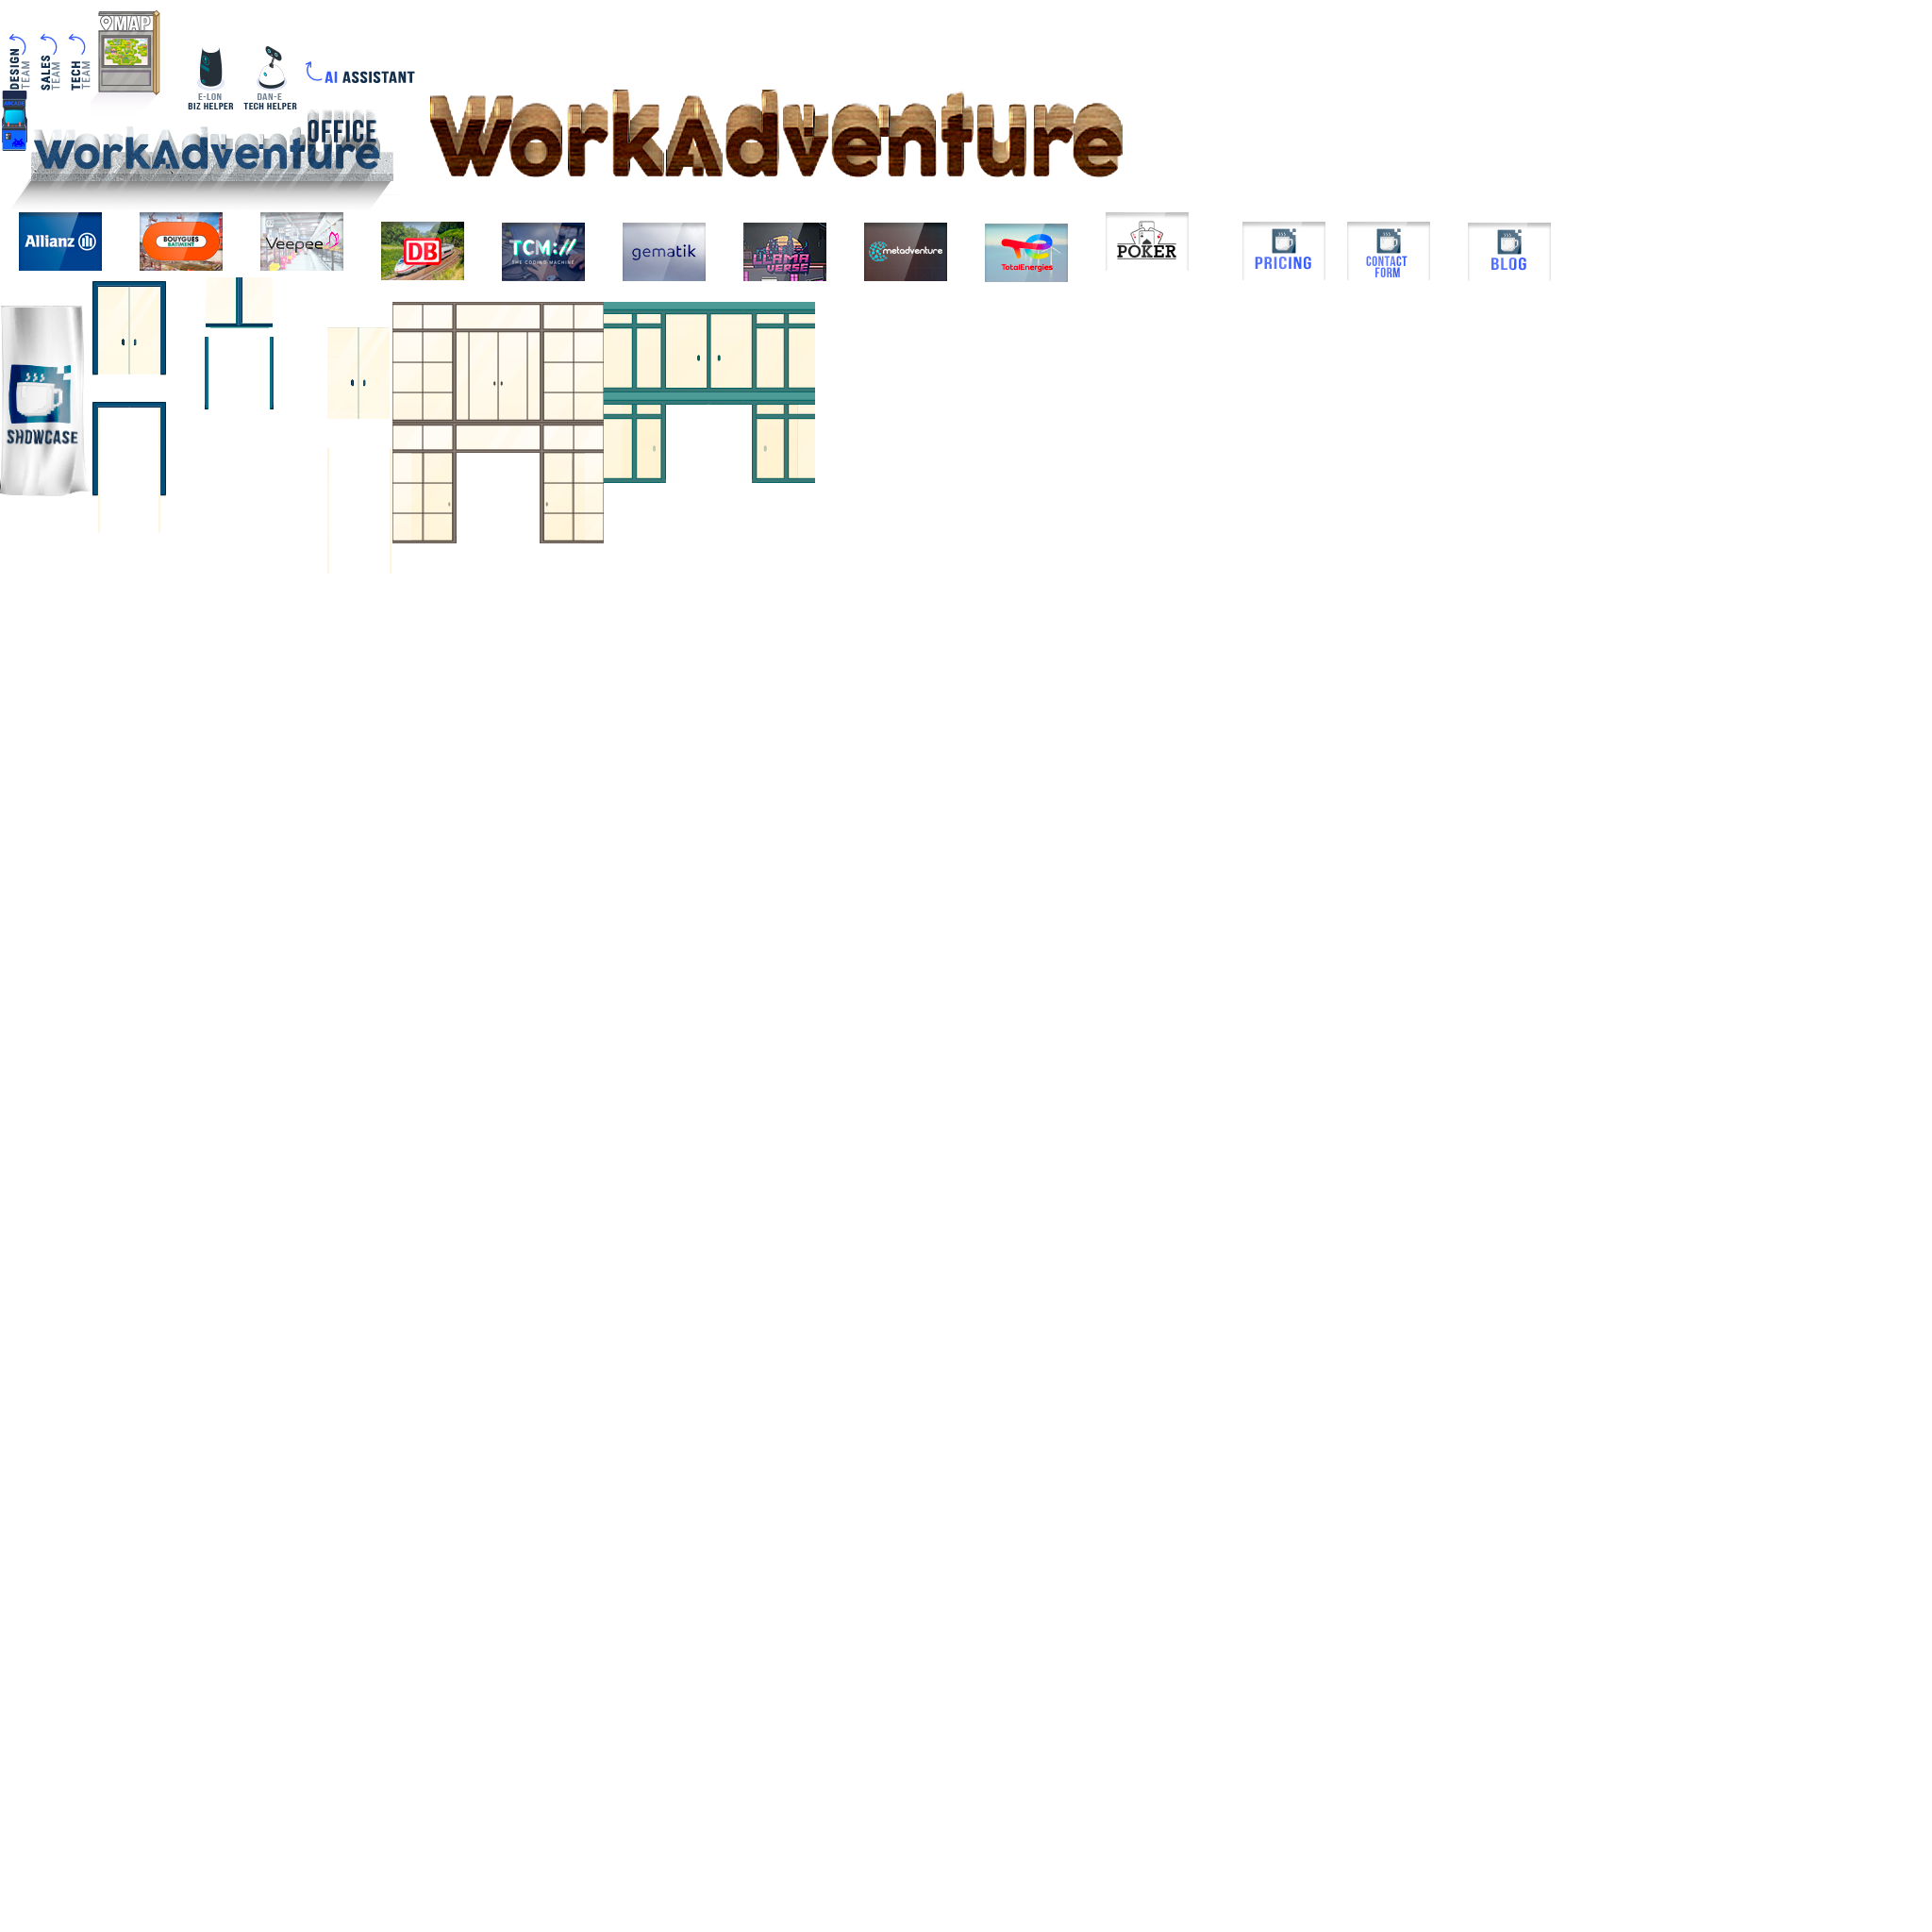 MAP
DESIGN
TEAM
SALES
TEAM
TECH
TEAM
E-LON
BIZ HELPER
DAN-E
TECH HELPER
AI ASSISTANT
ARCADE
OFFICE
WorkAdventure
WorkAdventure
Allianz
BOUYGUES
BATIMENT
Veepee
DB
TCM://
THE CODING MACHINE
gematik
LLAMA
VERSE
metadventure
TotalEnergies
POKER
PRICING
CONTACT
FORM
BLOG
SHOWCASE